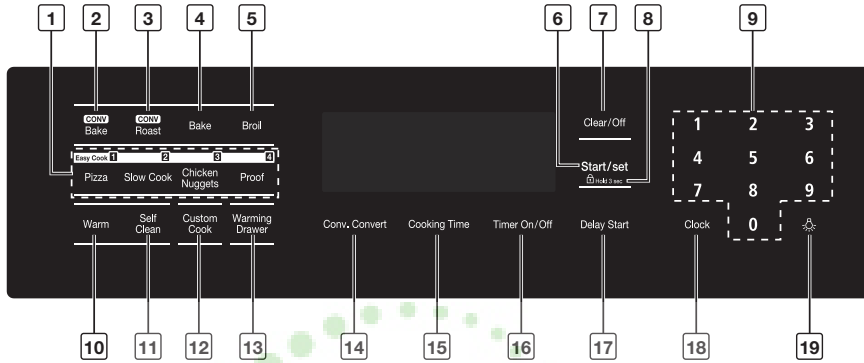 1 2 3 4 5 6 7 8 9
CONV Bake CONV Roast Bake Broil Clear/Off 1 2 3
Easy Cook 1 2 3 4
Pizza Slow Cook Chicken Nuggets Proof Start/set 4 5 6
Hold 3 sec
7 8 9
Warm Self Clean Custom Cook Warming Drawer Conv. Convert Cooking Time Timer On/Off Delay Start Clock 0
10 11 12 13 14 15 16 17 18 19